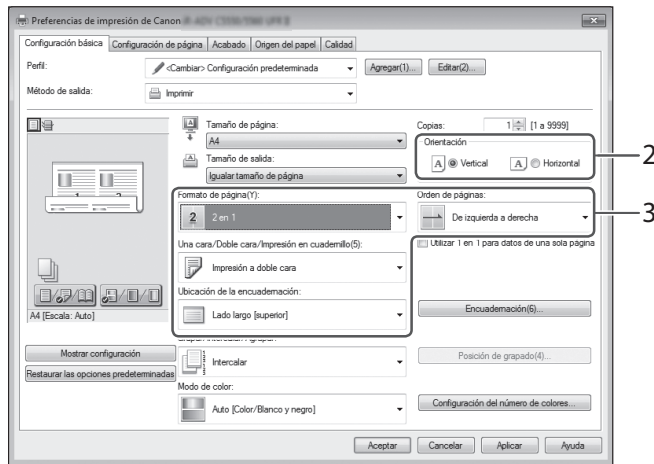 Preferencias de impresión de Canon
Configuración básica Configuración de página Acabado Origen del papel Calidad
Perfil: <Cambiar> Configuración predeterminada Agregar(1)... Editar(2)...
Método de salida: Imprimir
Tamaño de página: Copias: 1 [1 a 9999]
A4 Orientación
Tamaño de salida: A Vertical A Horizontal 2
Igualar tamaño de página
Formato de página(Y): Orden de páginas:
2 2 en 1 De izquierda a derecha 3
Una cara/Doble cara/Impresión en cuadernillo(5): Utilizar 1 en 1 para datos de una sola página
Impresión a doble cara
Ubicación de la encuadernación:
Lado largo [superior] Encuadernación(6)...
A4 [Escala: Auto]
Mostrar configuración Intercalar Posición de grapado(4)...
Restaurar las opciones predeterminadas
Modo de color:
Auto [Color/Blanco y negro] Configuración del número de colores...
Aceptar Cancelar Aplicar Ayuda